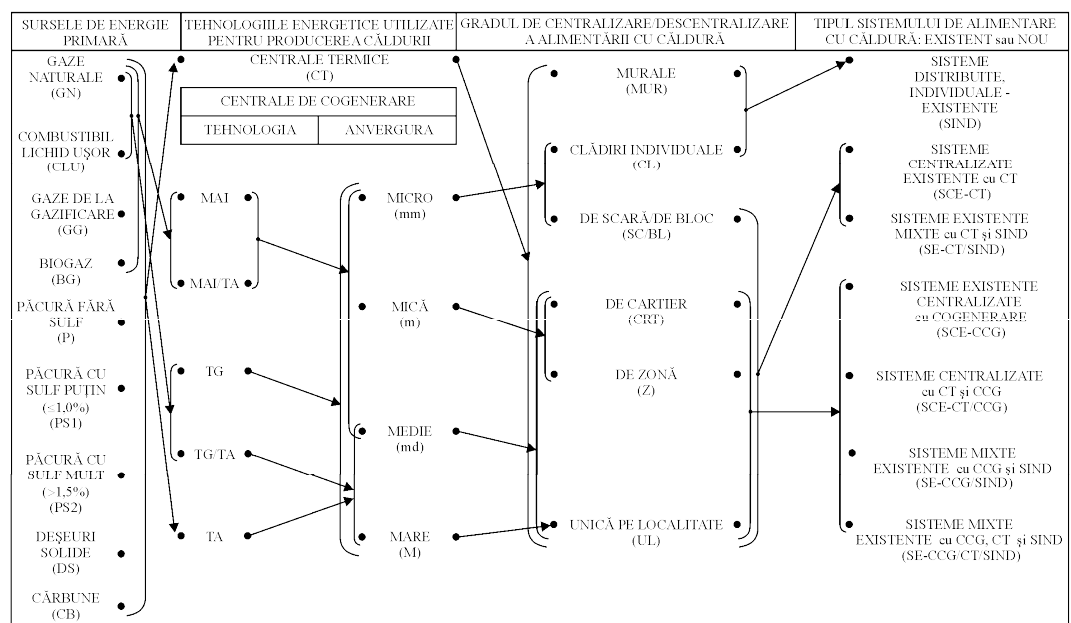 SURSELE DE ENERGIE
PRIMARĂ
TEHNOLOGIILE ENERGETICE UTILIZATE
PENTRU PRODUCEREA CĂLDURII
GRADUL DE CENTRALIZARE/DESCENTRALIZARE
A ALIMENTĂRII CU CĂLDURĂ
TIPUL SISTEMULUI DE ALIMENTARE
CU CĂLDURĂ: EXISTENT sau NOU
GAZE
NATURALE
(GN)
COMBUSTIBIL
LICHID UȘOR
(CLU)
GAZE DE LA
GAZIFICARE
(GG)
BIOGAZ
(BG)
PĂCURĂ FĂRĂ
SULF
(P)
PĂCURĂ CU
SULF PUȚIN
(≤1,0%)
(PS1)
PĂCURĂ CU
SULF MULT
(>1,5%)
(PS2)
DEȘEURI
SOLIDE
(DS)
CĂRBUNE
(CB)
CENTRALE TERMICE
(CT)
CENTRALE DE COGENERARE
TEHNOLOGIA
ANVERGURA
MAI
MAI/TA
TG
TG/TA
TA
MICRO
(mm)
MICĂ
(m)
MEDIE
(md)
MARE
(M)
MURALE
(MUR)
CLĂDIRI INDIVIDUALE
(CL)
DE SCARĂ/DE BLOC
(SC/BL)
DE CARTIER
(CRT)
DE ZONĂ
(Z)
UNICĂ PE LOCALITATE
(UL)
SISTEME
DISTRIBUITE,
INDIVIDUALE -
EXISTENTE
(SIND)
SISTEME
CENTRALIZATE
EXISTENTE cu CT
(SCE-CT)
SISTEME EXISTENTE
MIXTE cu CT și SIND
(SE-CT/SIND)
SISTEME EXISTENTE
CENTRALIZATE
cu COGENERARE
(SCE-CCG)
SISTEME CENTRALIZATE
cu CT și CCG
(SCE-CT/CCG)
SISTEME MIXTE
EXISTENTE cu CCG și SIND
(SE-CCG/SIND)
SISTEME MIXTE
EXISTENTE cu CCG, CT și SIND
(SE-CCG/CT/SIND)